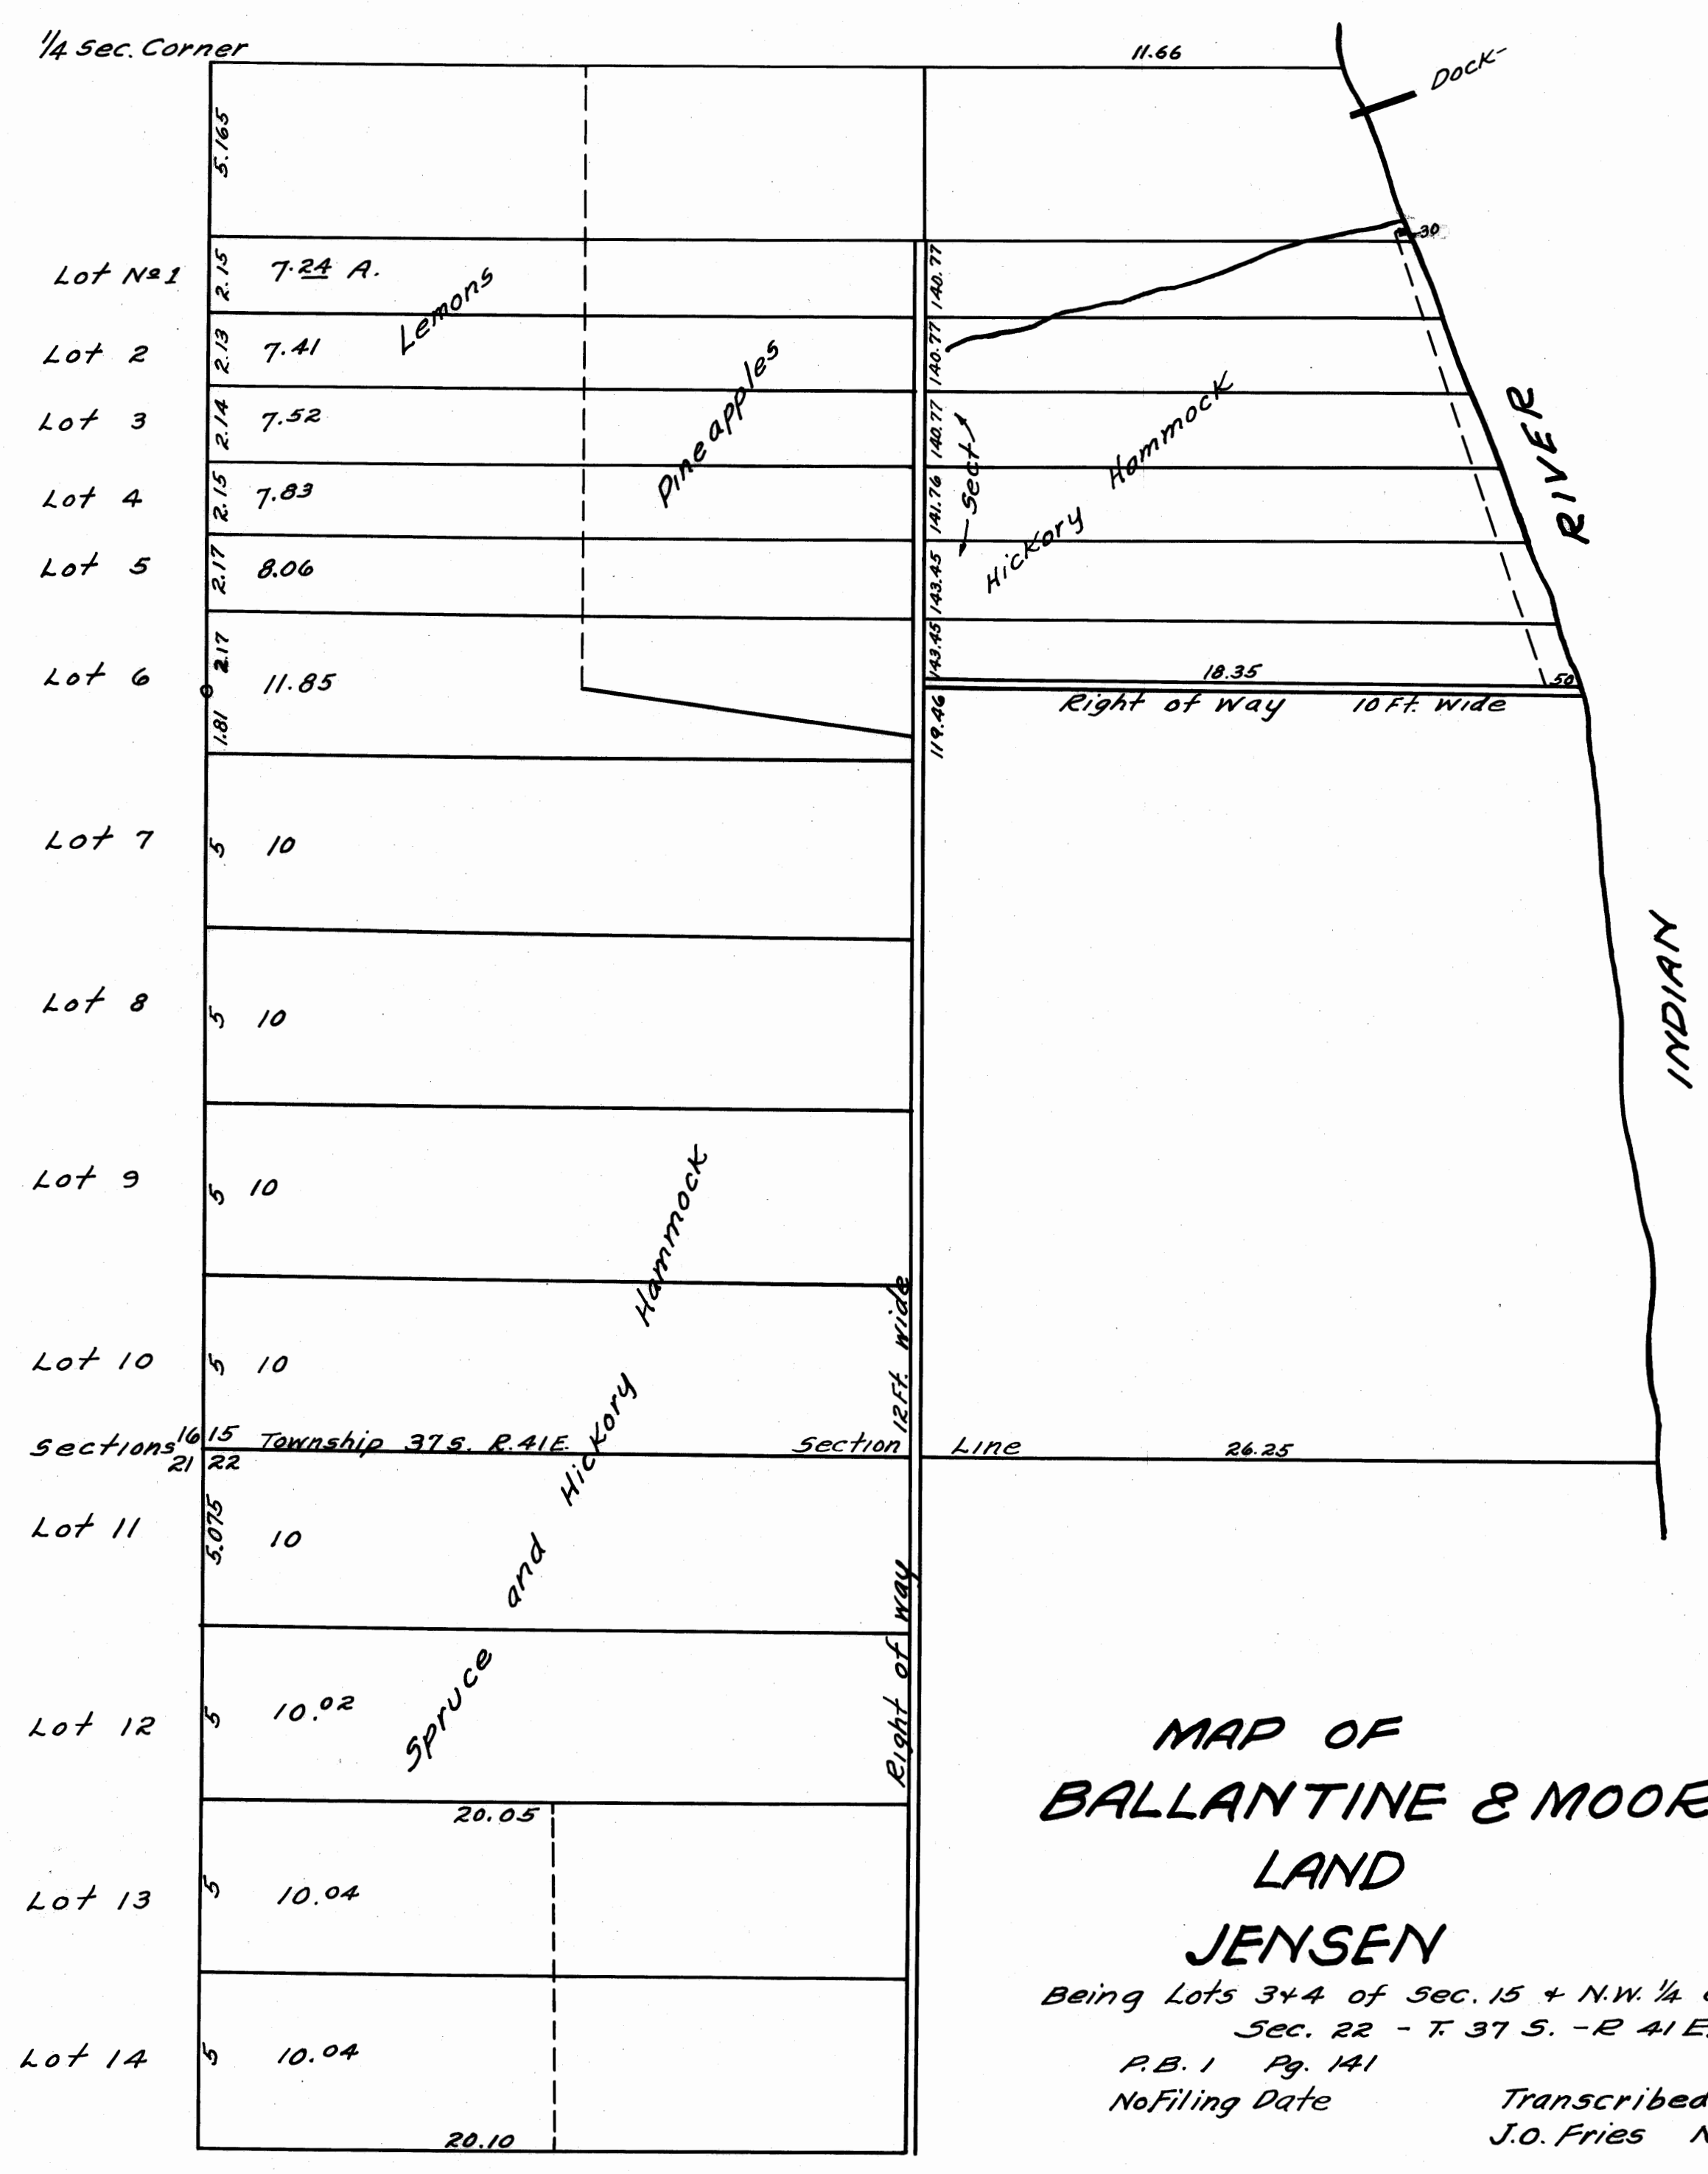 1/4 Sec. Corner
11.66
Dock-
5.165
30
Lot No 1
2.15
7.24 A.
140.77
Lemons
Lot 2
2.13
7.41
140.77
Pineapples
Lot 3
2.14
7.52
140.77
Sect
Hickory Hammock
RIVER
Lot 4
2.15
7.83
141.76
Lot 5
2.17
8.06
143.45
Lot 6
2.17
1.81
11.85
143.45
18.35
50
119.46
Right of Way 10 Ft. Wide
Lot 7
5
10
Lot 8
5
10
INDIAN
Lot 9
5
10
Spruce and Hickory Hammock
Lot 10
5
10
Right of Way 12 Ft. Wide
Sections 16 15 Township 37 S. R. 41 E. Section Line 26.25
21 22
Lot 11
5.075
10
Lot 12
5
10.02
20.05
Lot 13
5
10.04
Lot 14
5
10.04
20.10
MAP OF
BALLANTINE & MOOR
LAND
JENSEN
Being Lots 3 & 4 of Sec. 15 & N.W. 1/4
Sec. 22 - T. 37 S. - R 41 E.
P.B. 1 Pg. 141
No Filing Date Transcribed
J.O. Fries